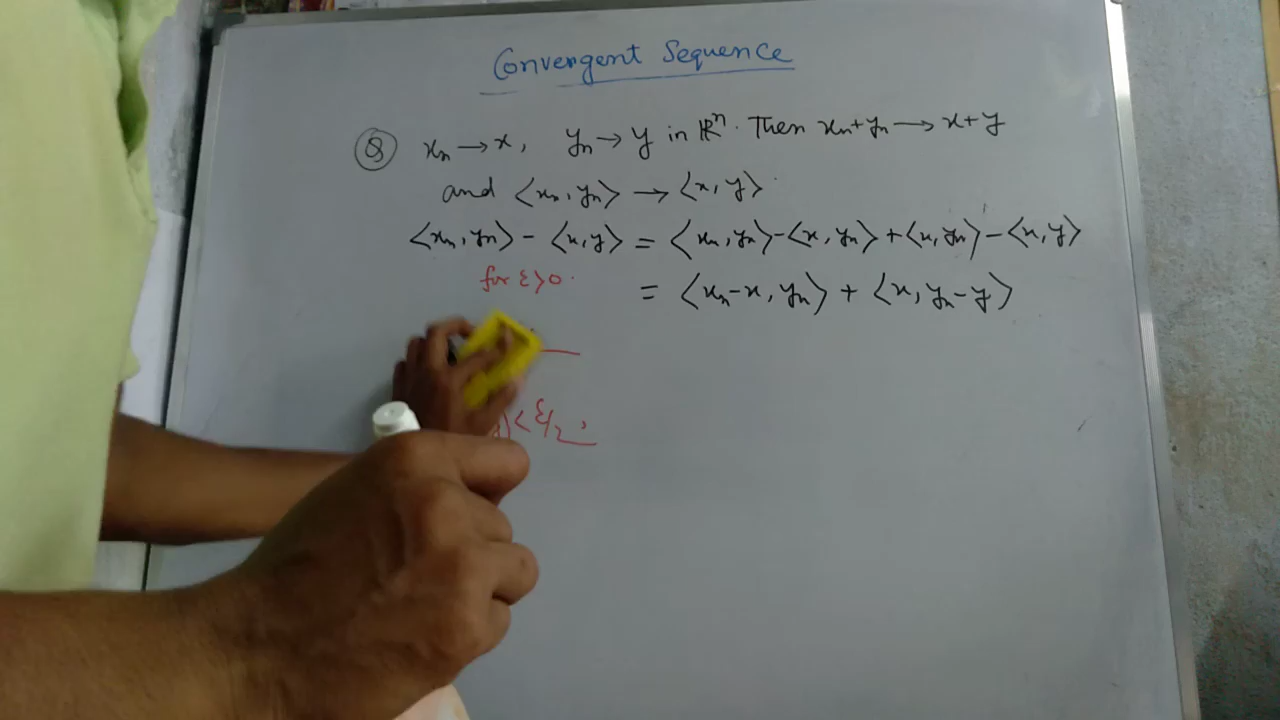 Convergent Sequence
Q xₙ → x, yₙ → y in ℝⁿ. Then xₙ+yₙ → x+y
and ⟨xₙ, yₙ⟩ → ⟨x, y⟩.
⟨xₙ, yₙ⟩ - ⟨x, y⟩ = ⟨xₙ, yₙ⟩ - ⟨x, yₙ⟩ + ⟨x, yₙ⟩ - ⟨x, y⟩
for ε>0.
= ⟨xₙ-x, yₙ⟩ + ⟨x, yₙ-y⟩
< ε/2,